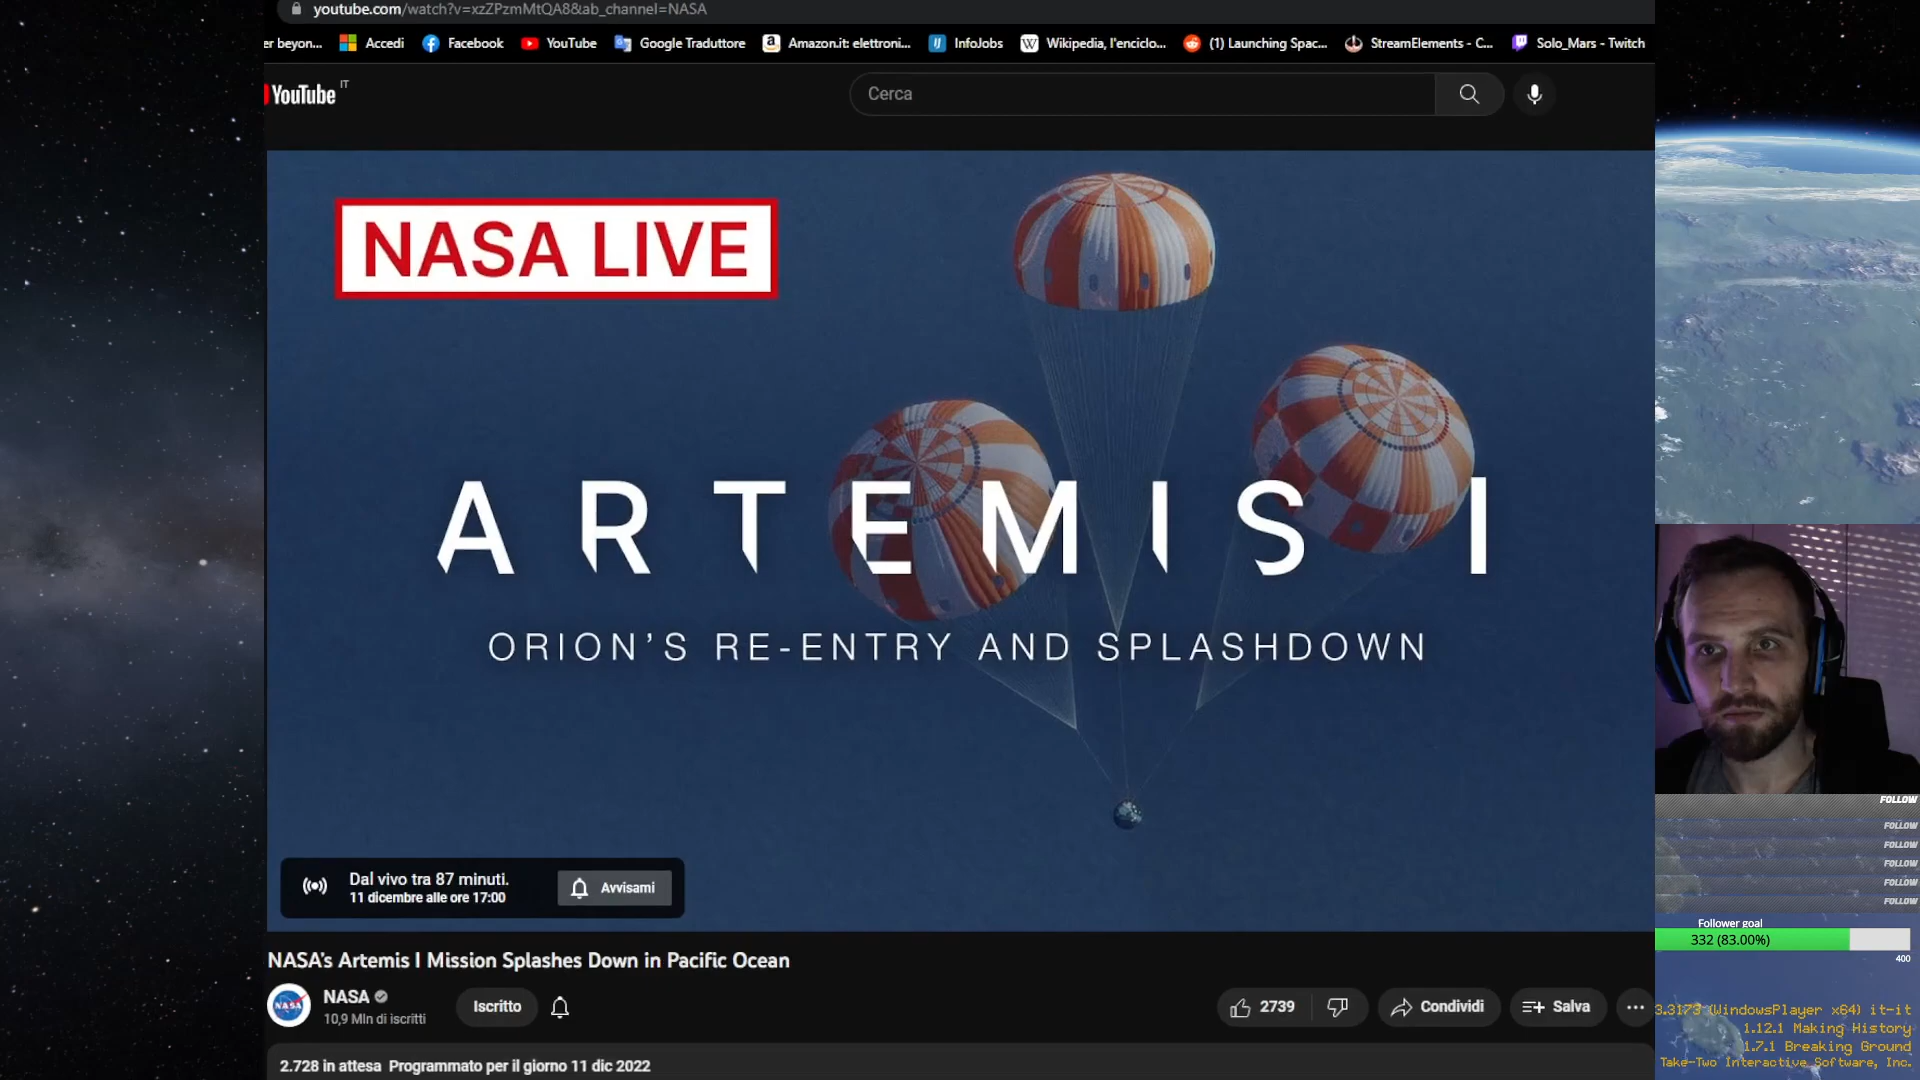 youtube.com/watch?v=xzZPzmMtQA8&ab_channel=NASA
er beyon... Accedi Facebook YouTube Google Traduttore Amazon.it: elettroni... InfoJobs Wikipedia, l'enciclo... (1) Launching Spac... StreamElements - C... Solo_Mars - Twitch
YouTube IT
Cerca
NASA LIVE
ARTEMIS I
ORION'S RE-ENTRY AND SPLASHDOWN
Dal vivo tra 87 minuti.
11 dicembre alle ore 17:00
Avvisami
NASA's Artemis I Mission Splashes Down in Pacific Ocean
NASA
10,9 Mln di iscritti
Iscritto
2739
Condividi
Salva
2.728 in attesa Programmato per il giorno 11 dic 2022
FOLLOW
FOLLOW
FOLLOW
FOLLOW
FOLLOW
FOLLOW
Follower goal
332 (83.00%)
400
3.3173 (WindowsPlayer x64) it-it
1.12.1 Making History
1.7.1 Breaking Ground
Take-Two Interactive Software, Inc.